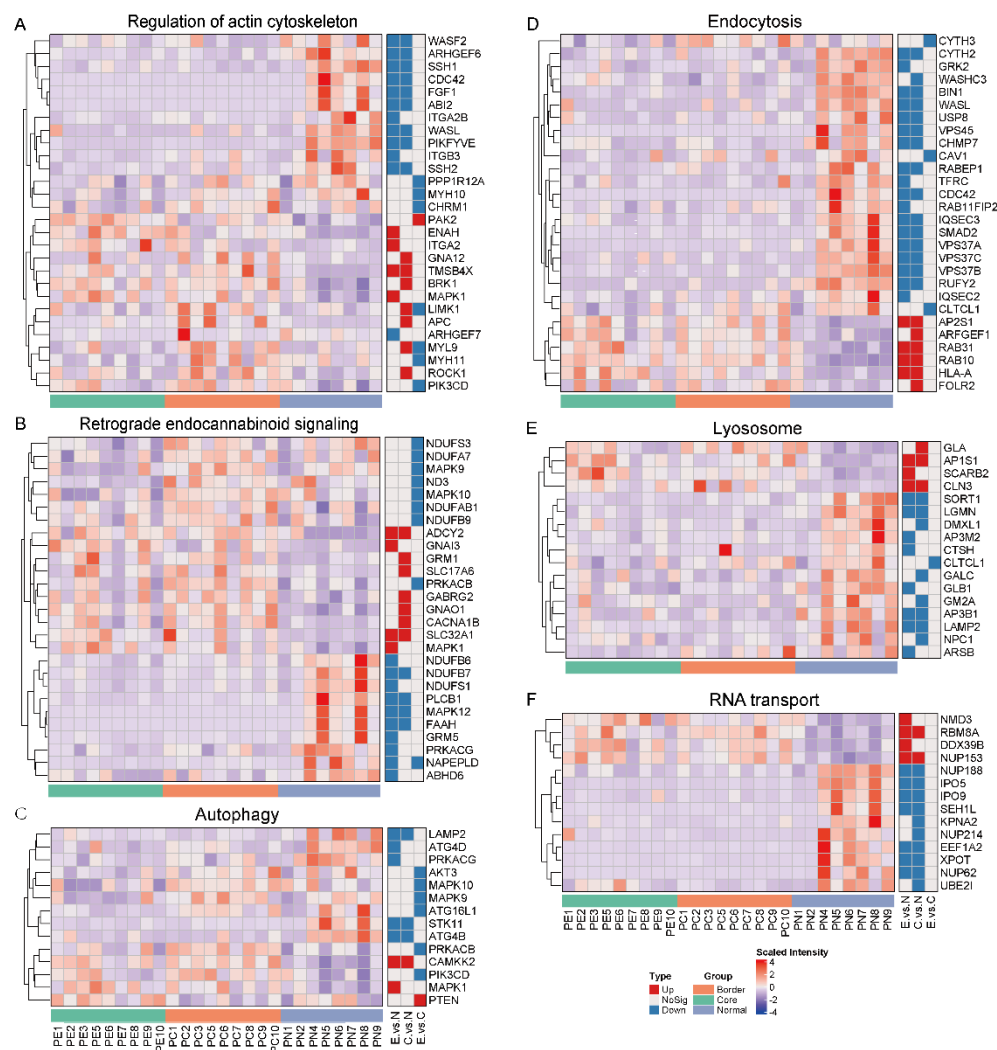 A
Regulation of actin cytoskeleton
WASF2
ARHGEF6
SSH1
CDC42
FGF1
ABI2
ITGA2B
WASL
PIKFYVE
ITGB3
SSH2
PPP1R12A
MYH10
CHRM1
PAK2
ENAH
ITGA2
GNA12
TMSB4X
BRK1
MAPK1
LIMK1
APC
ARHGEF7
MYL9
MYH11
ROCK1
PIK3CD
B
Retrograde endocannabinoid signaling
NDUFS3
NDUFA7
MAPK9
ND3
MAPK10
NDUFAB1
NDUFB9
ADCY2
GNAI3
GRM1
SLC17A6
PRKACB
GABRG2
GNAO1
CACNA1B
SLC32A1
MAPK1
NDUFB6
NDUFB7
NDUFS1
PLCB1
MAPK12
FAAH
GRM5
PRKACG
NAPEPLD
ABHD6
C
Autophagy
LAMP2
ATG4D
PRKACG
AKT3
MAPK10
MAPK9
ATG16L1
STK11
ATG4B
PRKACB
CAMKK2
PIK3CD
MAPK1
PTEN
PE1
PE2
PE3
PE5
PE6
PE7
PE8
PE9
PE10
PC1
PC2
PC3
PC5
PC6
PC7
PC8
PC9
PC10
PN1
PN2
PN4
PN5
PN6
PN7
PN8
PN9
E.vs.N
C.vs.N
E.vs.C
D
Endocytosis
CYTH3
CYTH2
GRK2
WASHC3
BIN1
WASL
USP8
VPS45
CHMP7
CAV1
RABEP1
TFRC
CDC42
RAB11FIP2
IQSEC3
SMAD2
VPS37A
VPS37C
VPS37B
RUFY2
IQSEC2
CLTCL1
AP2S1
ARFGEF1
RAB31
RAB10
HLA-A
FOLR2
E
Lyososome
GLA
AP1S1
SCARB2
CLN3
SORT1
LGMN
DMXL1
AP3M2
CTSH
CLTCL1
GALC
GLB1
GM2A
AP3B1
LAMP2
NPC1
ARSB
F
RNA transport
NMD3
RBM8A
DDX39B
NUP153
NUP188
IPO5
IPO9
SEH1L
KPNA2
NUP214
EEF1A2
XPOT
NUP62
UBE2I
PE1
PE2
PE3
PE5
PE6
PE7
PE8
PE9
PE10
PC1
PC2
PC3
PC5
PC6
PC7
PC8
PC9
PC10
PN1
PN2
PN4
PN5
PN6
PN7
PN8
PN9
E.vs.N
C.vs.N
E.vs.C
Type
Up
NoSig
Down
Group
Border
Core
Normal
Scaled Intensity
4
2
0
-2
-4